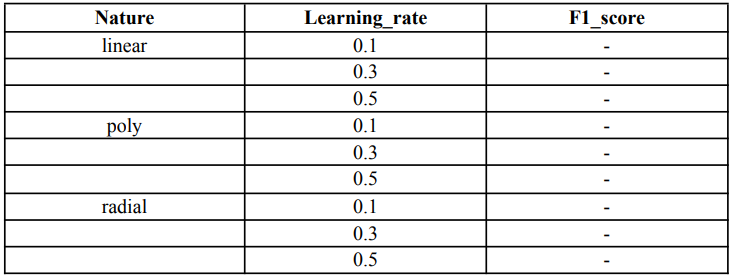 Nature Learning_rate F1_score
linear 0.1 -
0.3 -
0.5 -
poly 0.1 -
0.3 -
0.5 -
radial 0.1 -
0.3 -
0.5 -